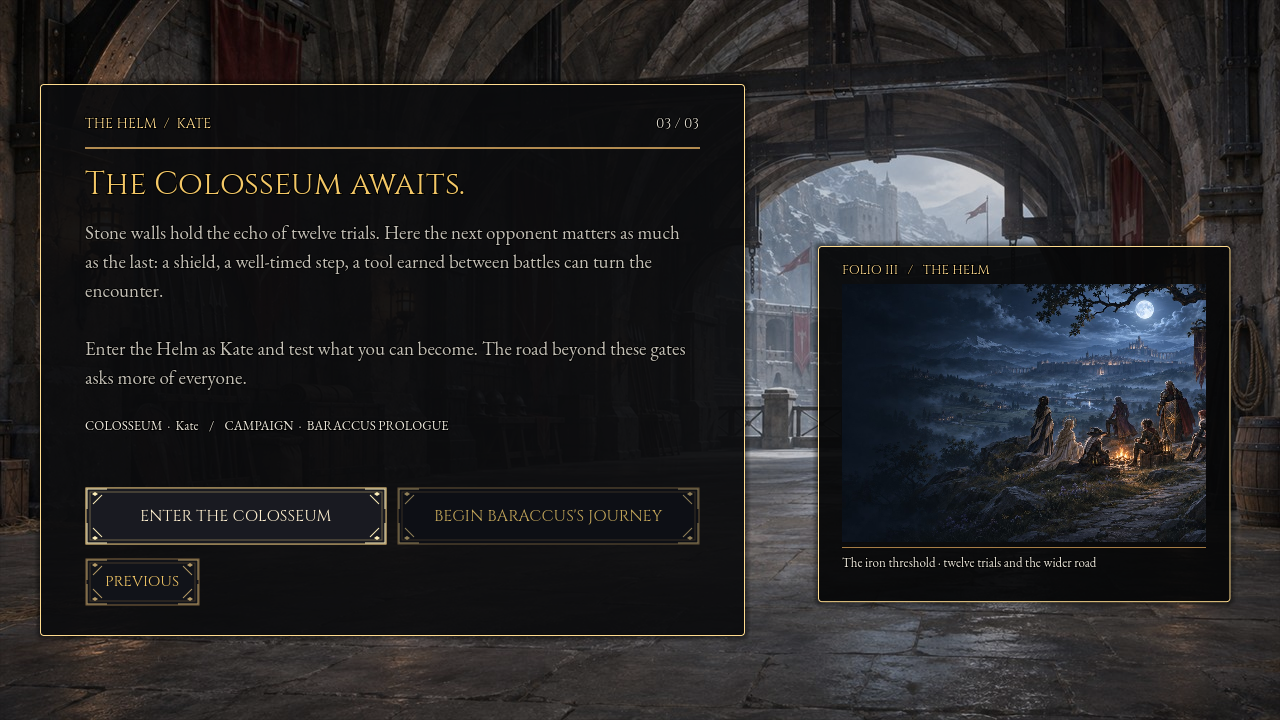 THE HELM / KATE
03 / 03
THE COLOSSEUM AWAITS.
Stone walls hold the echo of twelve trials. Here the next opponent matters as much
as the last: a shield, a well-timed step, a tool earned between battles can turn the
encounter.
Enter the Helm as Kate and test what you can become. The road beyond these gates
asks more of everyone.
COLOSSEUM · Kate / CAMPAIGN · BARACCUS PROLOGUE
ENTER THE COLOSSEUM
BEGIN BARACCUS'S JOURNEY
PREVIOUS
FOLIO III / THE HELM
The iron threshold · twelve trials and the wider road